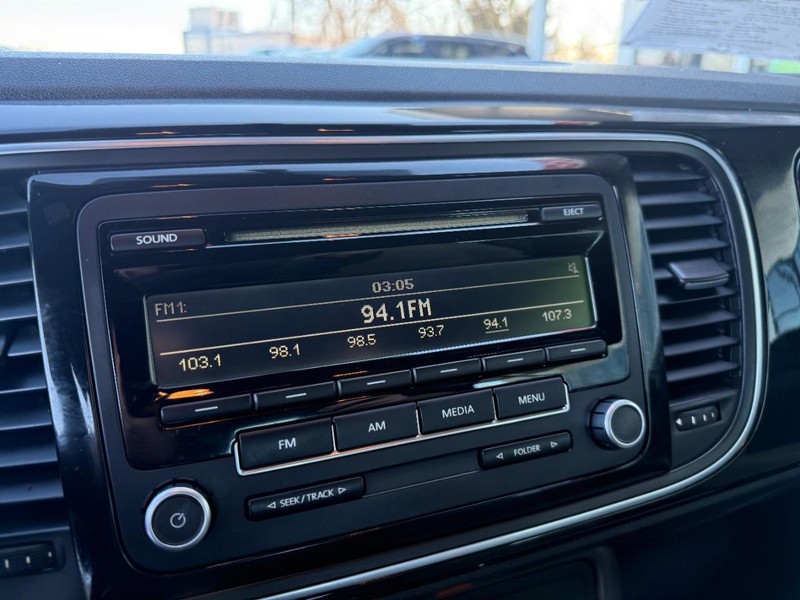 SOUND
EJECT
03:05
FM1:
94.1FM
103.1 98.1 98.5 93.7 94.1 107.3
FM AM MEDIA MENU
SEEK/TRACK
FOLDER